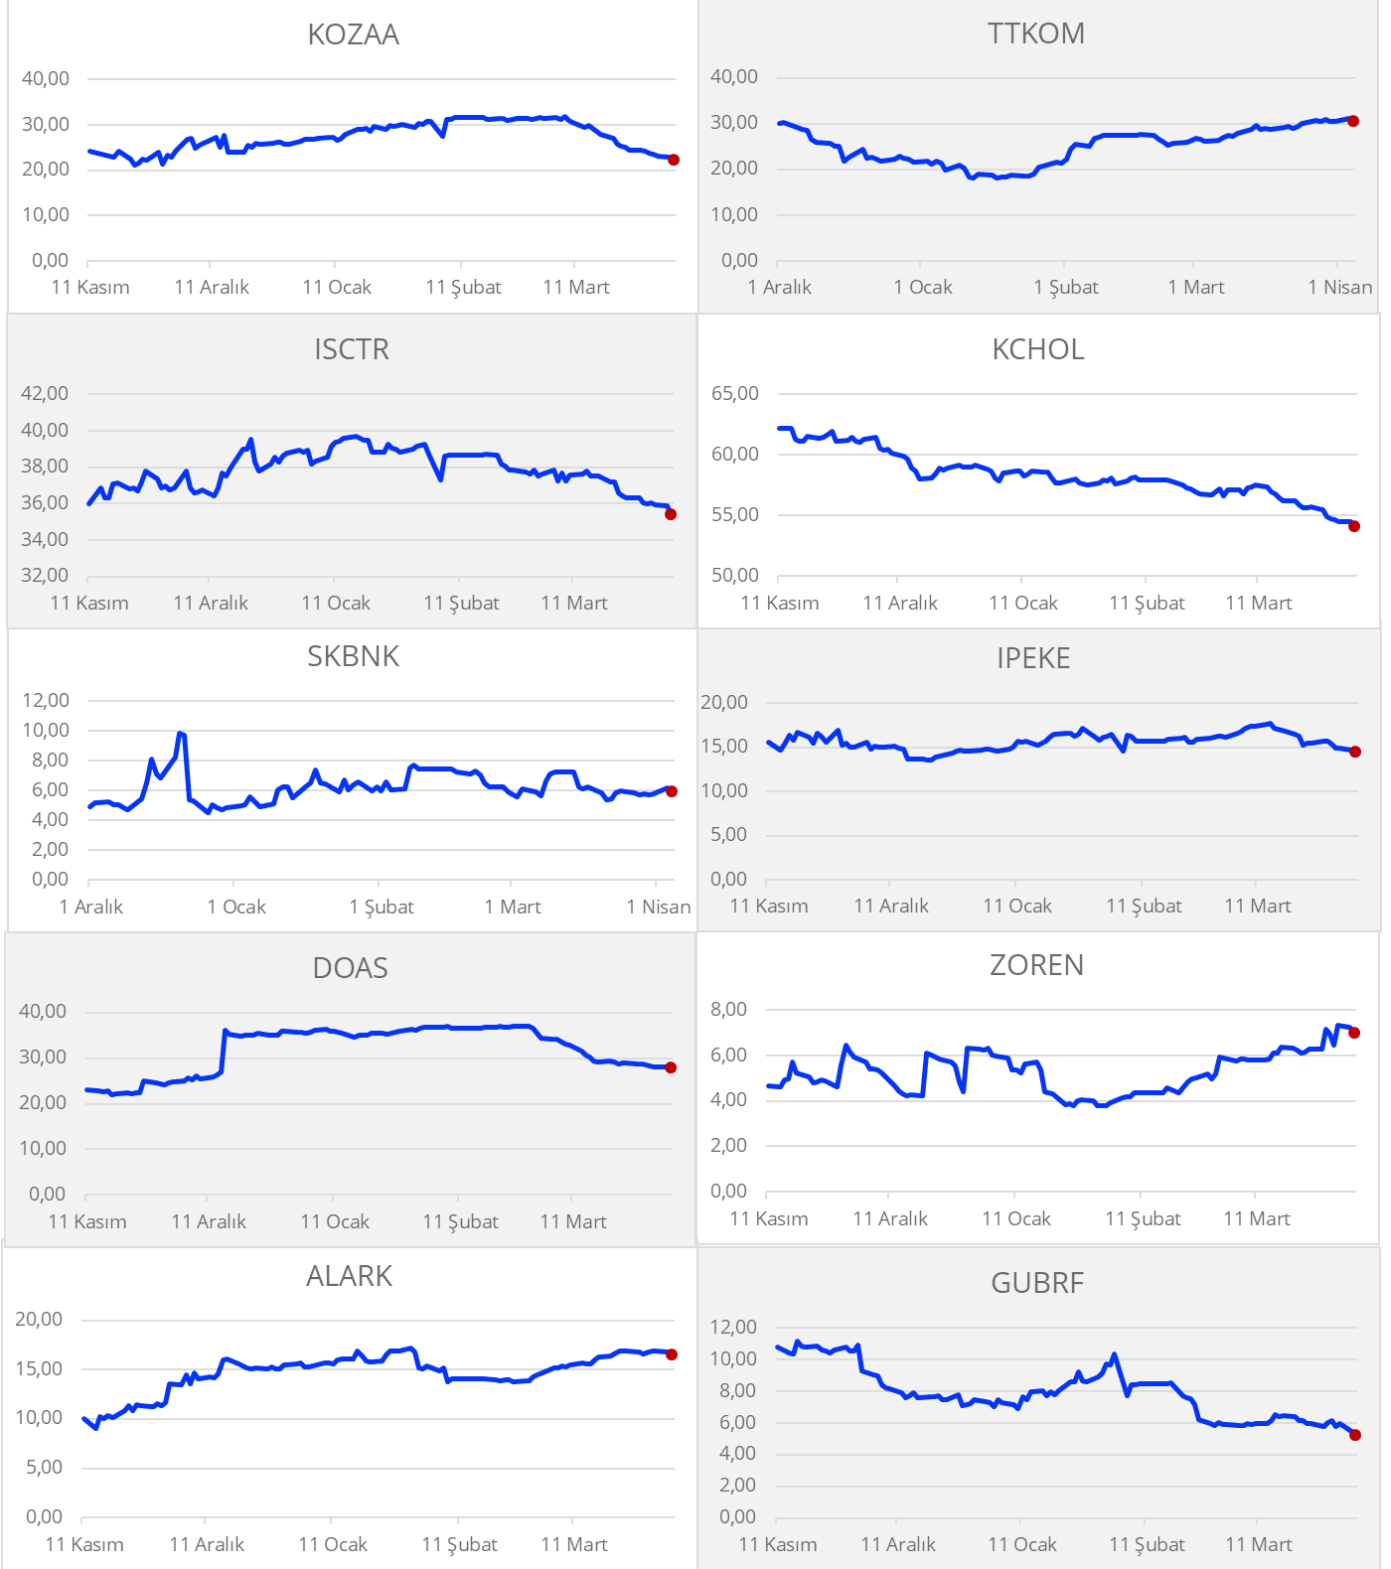 KOZAA
40,00
30,00
20,00
10,00
0,00
11 Kasım 11 Aralık 11 Ocak 11 Şubat 11 Mart
TTKOM
40,00
30,00
20,00
10,00
0,00
1 Aralık 1 Ocak 1 Şubat 1 Mart 1 Nisan
ISCTR
42,00
40,00
38,00
36,00
34,00
32,00
11 Kasım 11 Aralık 11 Ocak 11 Şubat 11 Mart
KCHOL
65,00
60,00
55,00
50,00
11 Kasım 11 Aralık 11 Ocak 11 Şubat 11 Mart
SKBNK
12,00
10,00
8,00
6,00
4,00
2,00
0,00
1 Aralık 1 Ocak 1 Şubat 1 Mart 1 Nisan
IPEKE
20,00
15,00
10,00
5,00
0,00
11 Kasım 11 Aralık 11 Ocak 11 Şubat 11 Mart
DOAS
40,00
30,00
20,00
10,00
0,00
11 Kasım 11 Aralık 11 Ocak 11 Şubat 11 Mart
ZOREN
8,00
6,00
4,00
2,00
0,00
11 Kasım 11 Aralık 11 Ocak 11 Şubat 11 Mart
ALARK
20,00
15,00
10,00
5,00
0,00
11 Kasım 11 Aralık 11 Ocak 11 Şubat 11 Mart
GUBRF
12,00
10,00
8,00
6,00
4,00
2,00
0,00
11 Kasım 11 Aralık 11 Ocak 11 Şubat 11 Mart